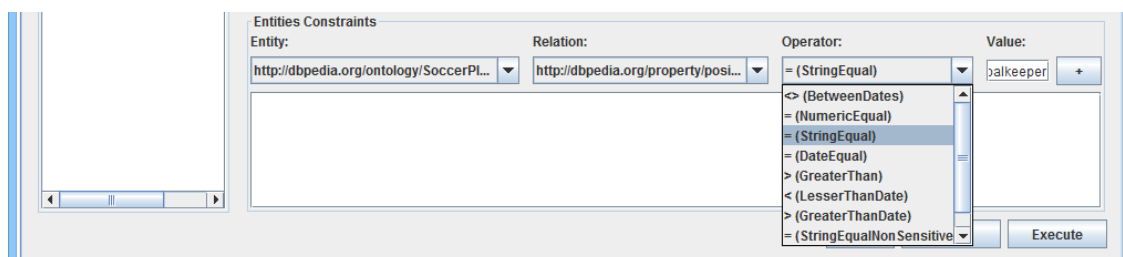 Entities Constraints
Entity: Relation: Operator: Value:
http://dbpedia.org/ontology/SoccerPl... http://dbpedia.org/property/posi... = (StringEqual) oalkeeper +
<> (BetweenDates)
= (NumericEqual)
= (StringEqual)
= (DateEqual)
> (GreaterThan)
< (LesserThanDate)
> (GreaterThanDate)
= (StringEqualNonSensitive
Execute